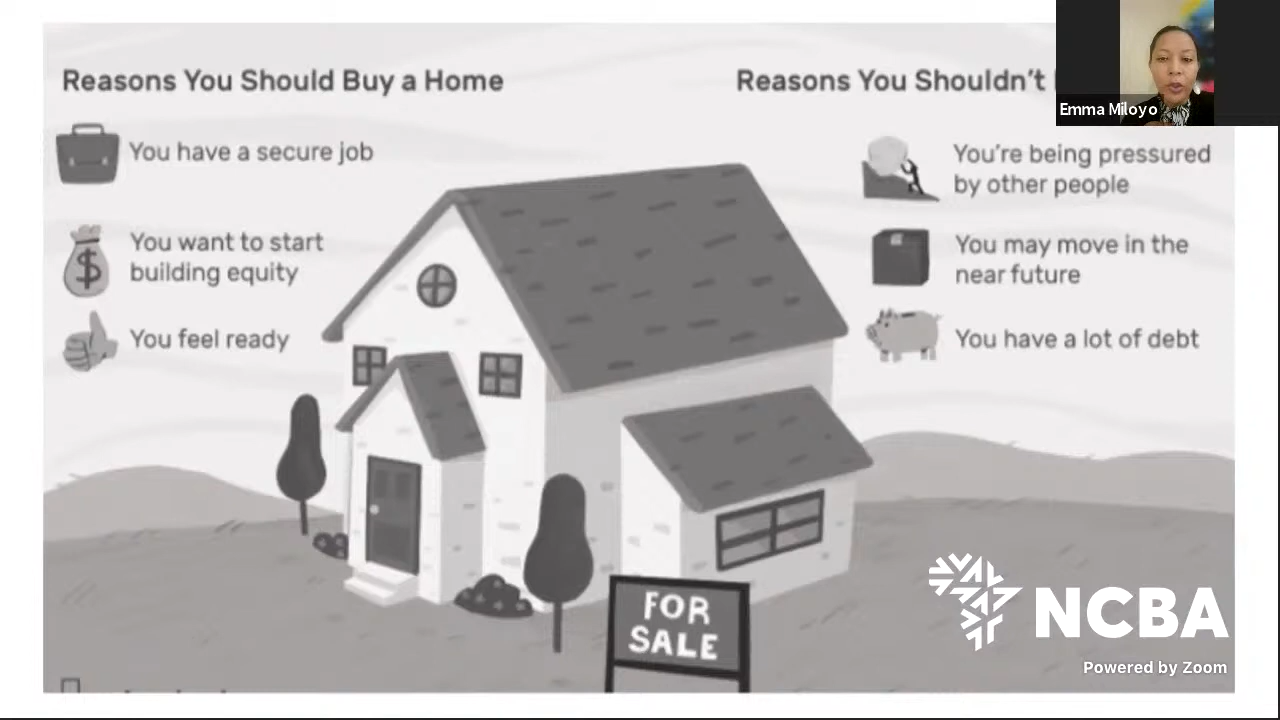 Reasons You Should Buy a Home
You have a secure job
You want to start
building equity
You feel ready
Reasons You Shouldn't
You're being pressured
by other people
You may move in the
near future
You have a lot of debt
FOR
SALE
Emma Miloyo
NCBA
Powered by Zoom